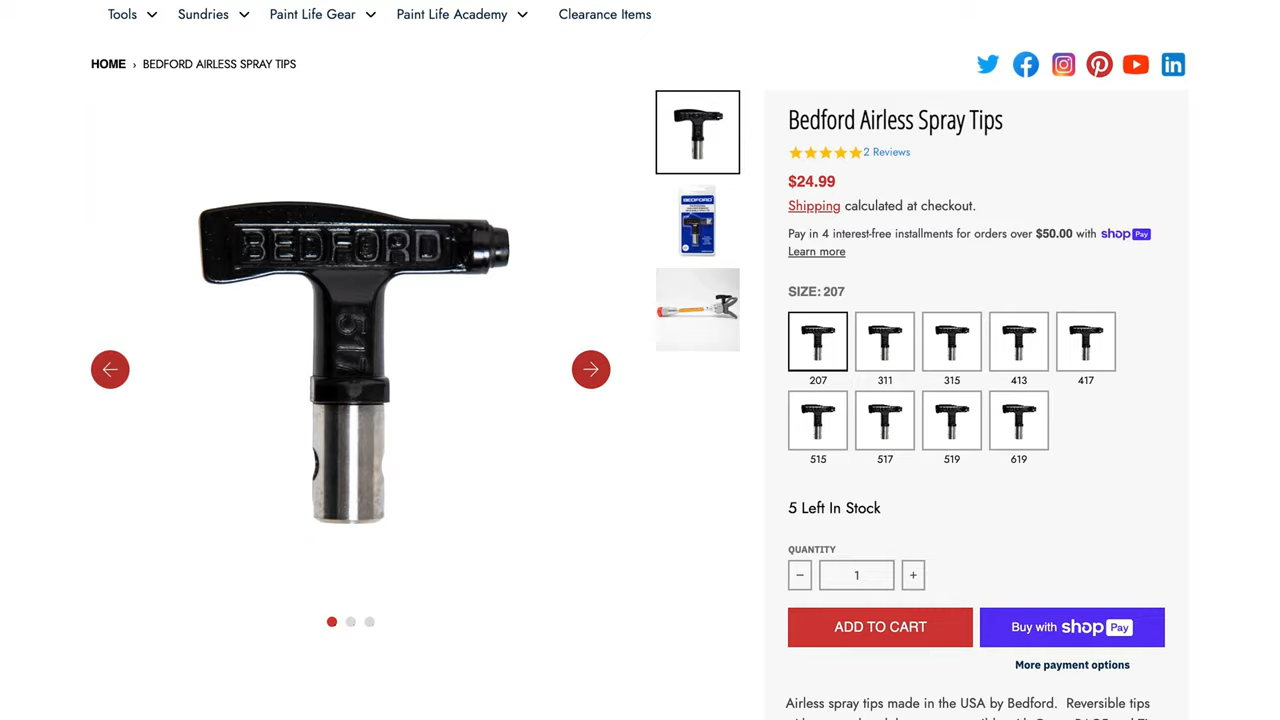 Tools Sundries Paint Life Gear Paint Life Academy Clearance Items
HOME › BEDFORD AIRLESS SPRAY TIPS
BEDFORD
517
BEDFORD
Bedford Airless Spray Tips
2 Reviews
$24.99
Shipping calculated at checkout.
Pay in 4 interest-free installments for orders over $50.00 with shop Pay
Learn more
SIZE: 207
207 311 315 413 417
515 517 519 619
5 Left In Stock
QUANTITY
− 1 +
ADD TO CART Buy with shop Pay
More payment options
Airless spray tips made in the USA by Bedford. Reversible tips